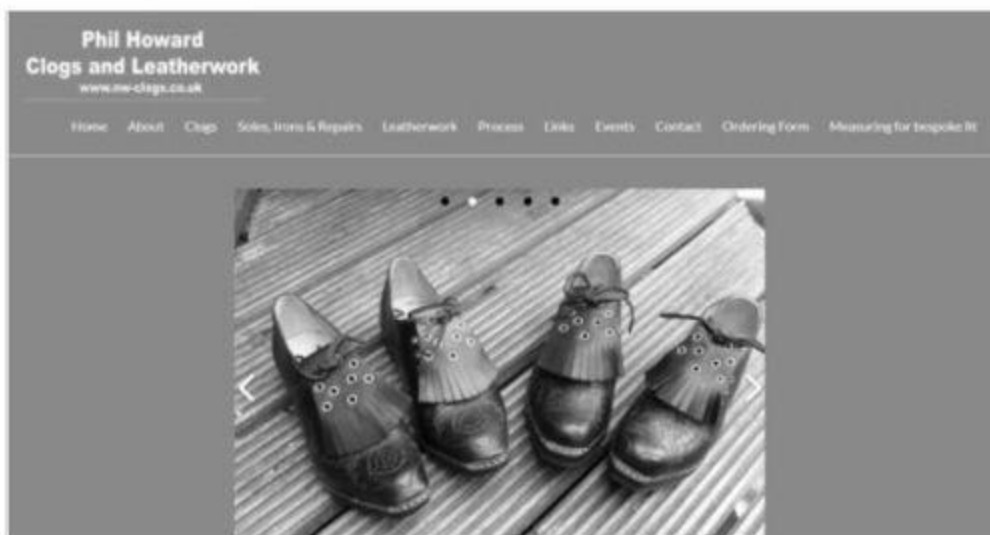 Phil Howard
Clogs and Leatherwork
www.nw-clogs.co.uk
Home About Clogs Soles, Irons & Repairs Leatherwork Process Links Events Contact Ordering Form Measuring for bespoke fit